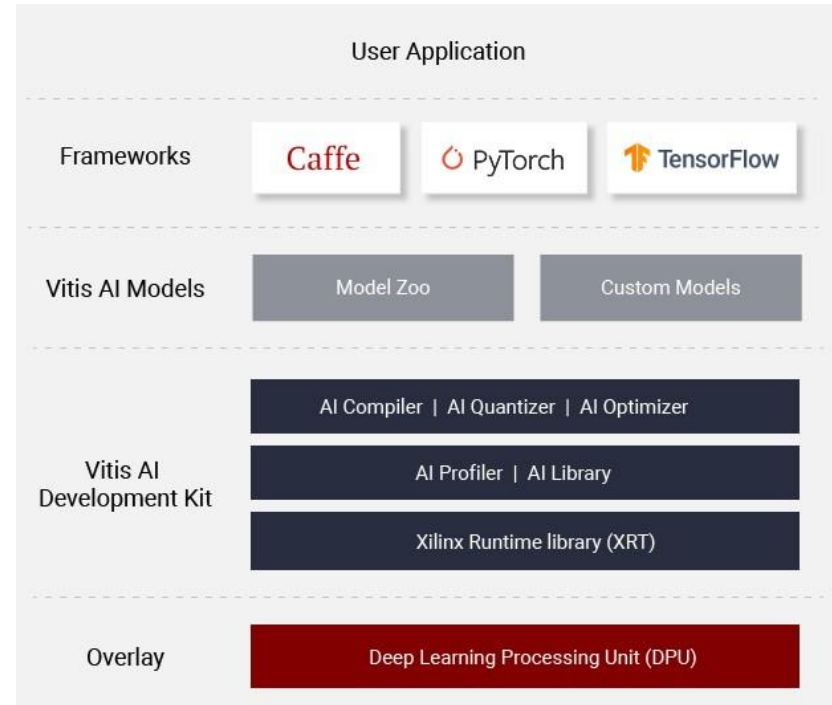 User Application
Frameworks
Caffe
PyTorch
TensorFlow
Vitis AI Models
Model Zoo
Custom Models
Vitis AI
Development Kit
AI Compiler | AI Quantizer | AI Optimizer
AI Profiler | AI Library
Xilinx Runtime library (XRT)
Overlay
Deep Learning Processing Unit (DPU)